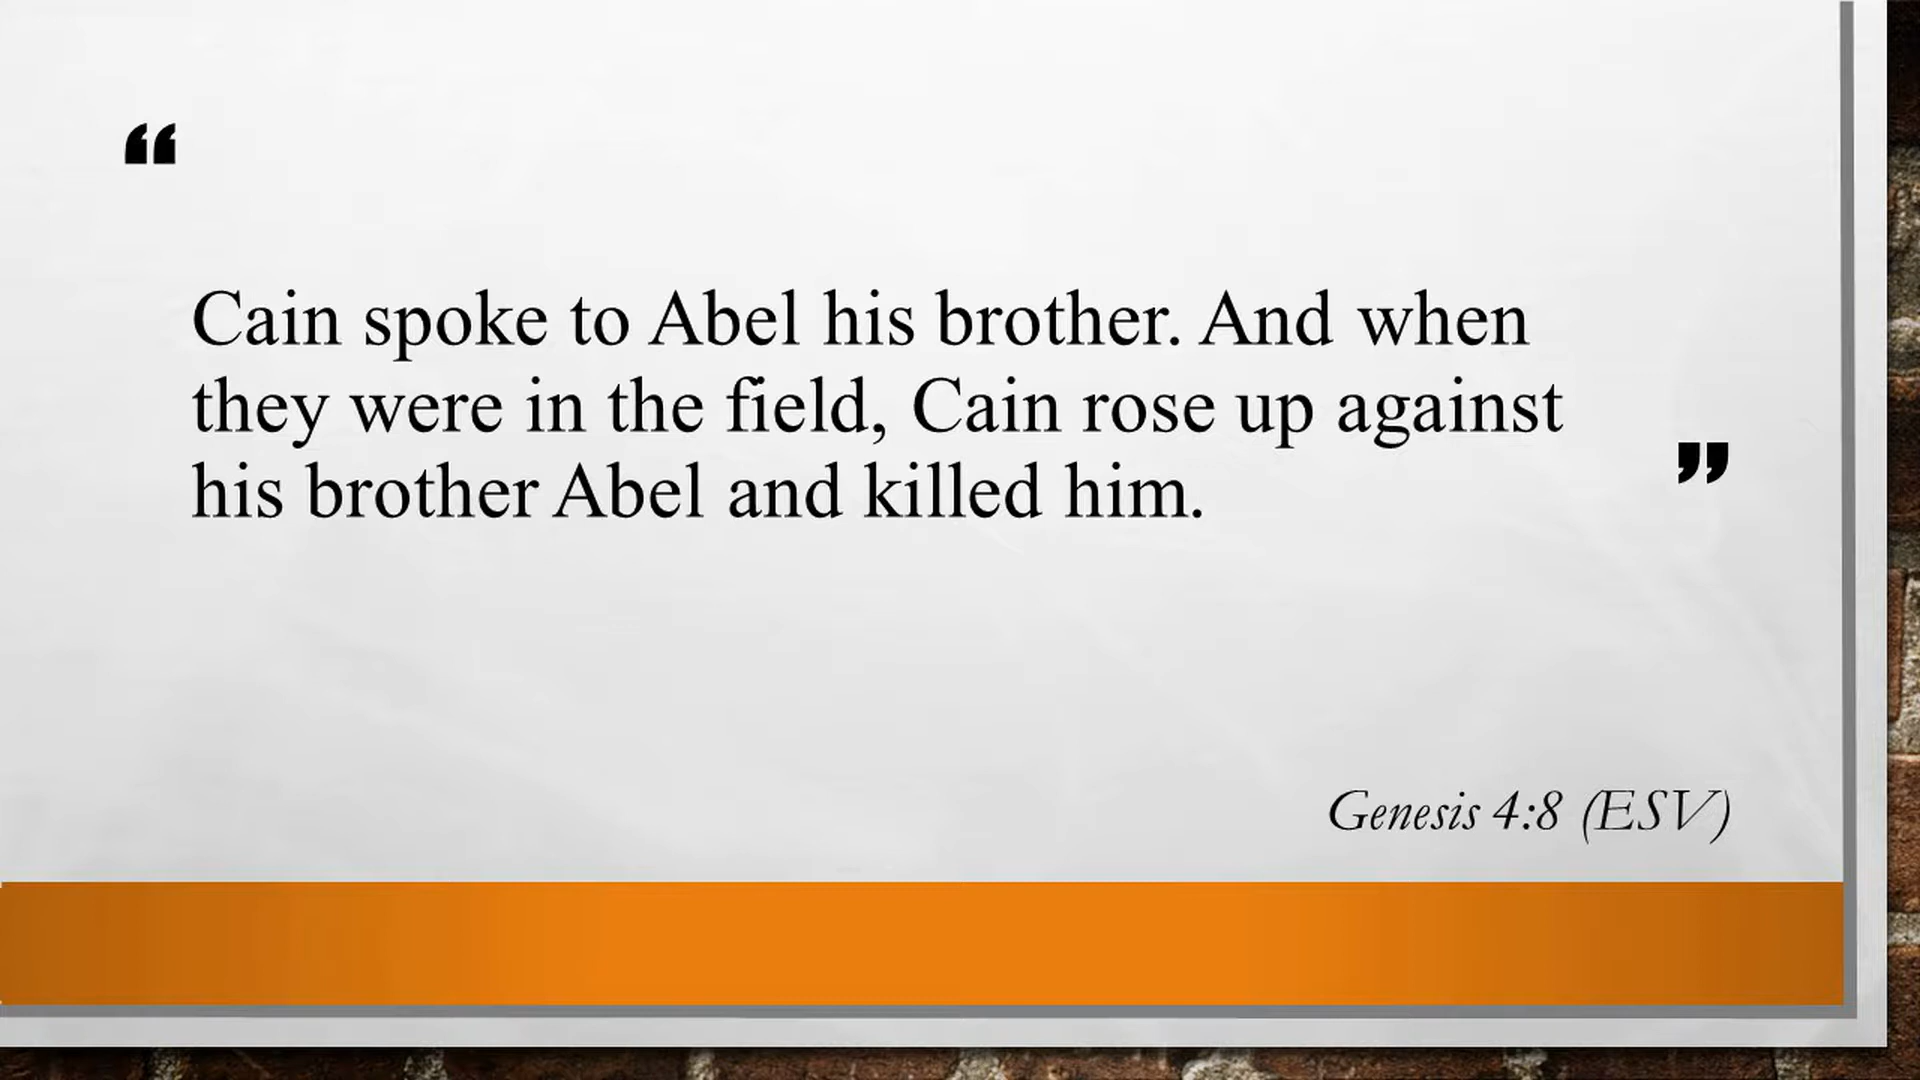 “
Cain spoke to Abel his brother. And when
they were in the field, Cain rose up against
his brother Abel and killed him.
”
Genesis 4:8 (ESV)